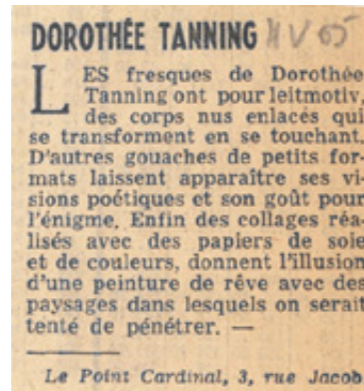 DOROTHÉE TANNING 4 V 65
LES fresques de Dorothée
Tanning ont pour leitmotiv,
des corps nus enlacés qui
se transforment en se touchant.
D'autres gouaches de petits for-
mats laissent apparaître ses vi-
sions poétiques et son goût pour
l'énigme. Enfin des collages réa-
lisés avec des papiers de soie
et de couleurs, donnent l'illusion
d'une peinture de rêve avec des
paysages dans lesquels on serait
tenté de pénétrer. —
Le Point Cardinal, 3, rue Jacob